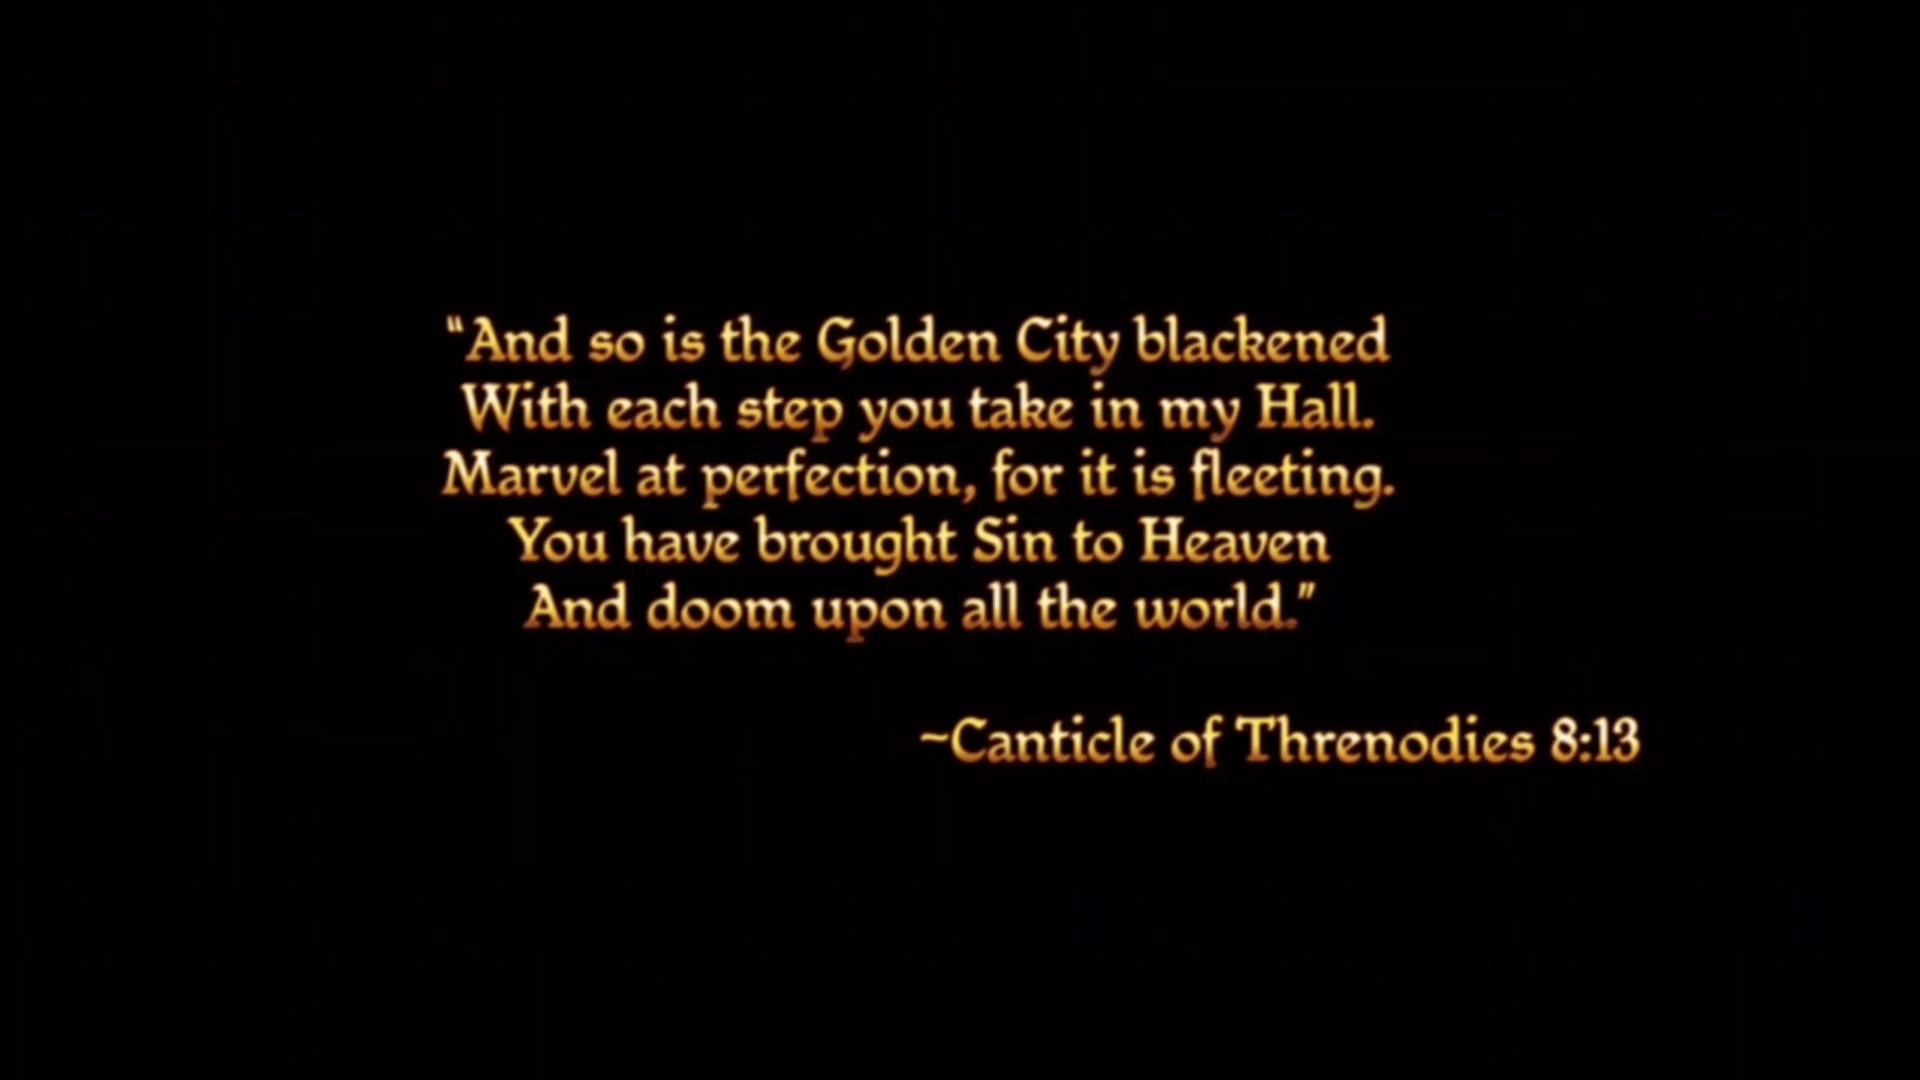 “And so is the Golden City blackened
With each step you take in my Hall.
Marvel at perfection, for it is fleeting.
You have brought Sin to Heaven
And doom upon all the world.”
~Canticle of Threnodies 8:13